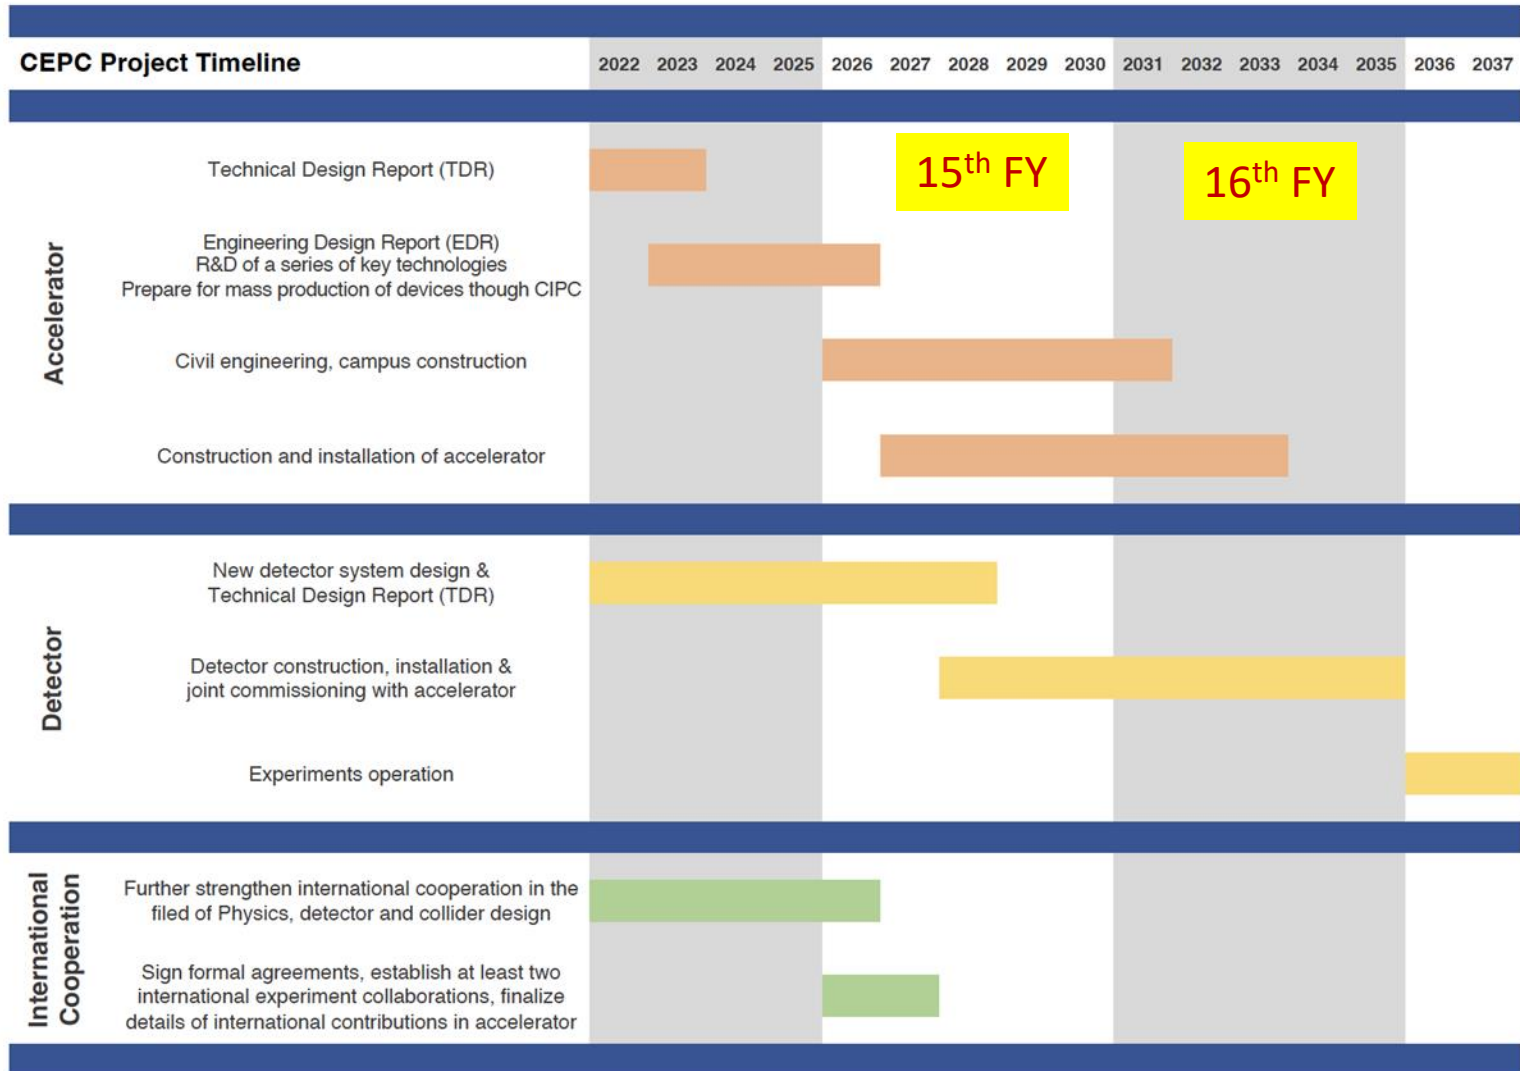 CEPC Project Timeline 2022 2023 2024 2025 2026 2027 2028 2029 2030 2031 2032 2033 2034 2035 2036 2037
15th FY
16th FY
Accelerator
Technical Design Report (TDR)
Engineering Design Report (EDR)
R&D of a series of key technologies
Prepare for mass production of devices though CIPC
Civil engineering, campus construction
Construction and installation of accelerator
Detector
New detector system design &
Technical Design Report (TDR)
Detector construction, installation &
joint commissioning with accelerator
Experiments operation
International
Cooperation
Further strengthen international cooperation in the
filed of Physics, detector and collider design
Sign formal agreements, establish at least two
international experiment collaborations, finalize
details of international contributions in accelerator